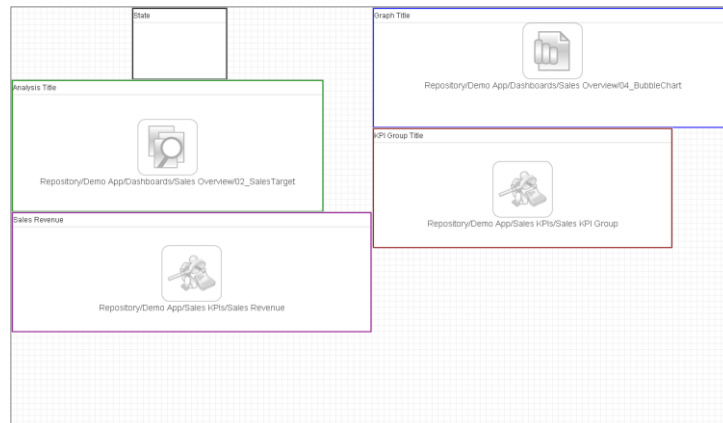 State
Graph Title
Repository/Demo App/Dashboards/Sales Overview/04_BubbleChart
Analysis Title
Repository/Demo App/Dashboards/Sales Overview/02_SalesTarget
KPI Group Title
Repository/Demo App/Sales KPIs/Sales KPI Group
Sales Revenue
Repository/Demo App/Sales KPIs/Sales Revenue